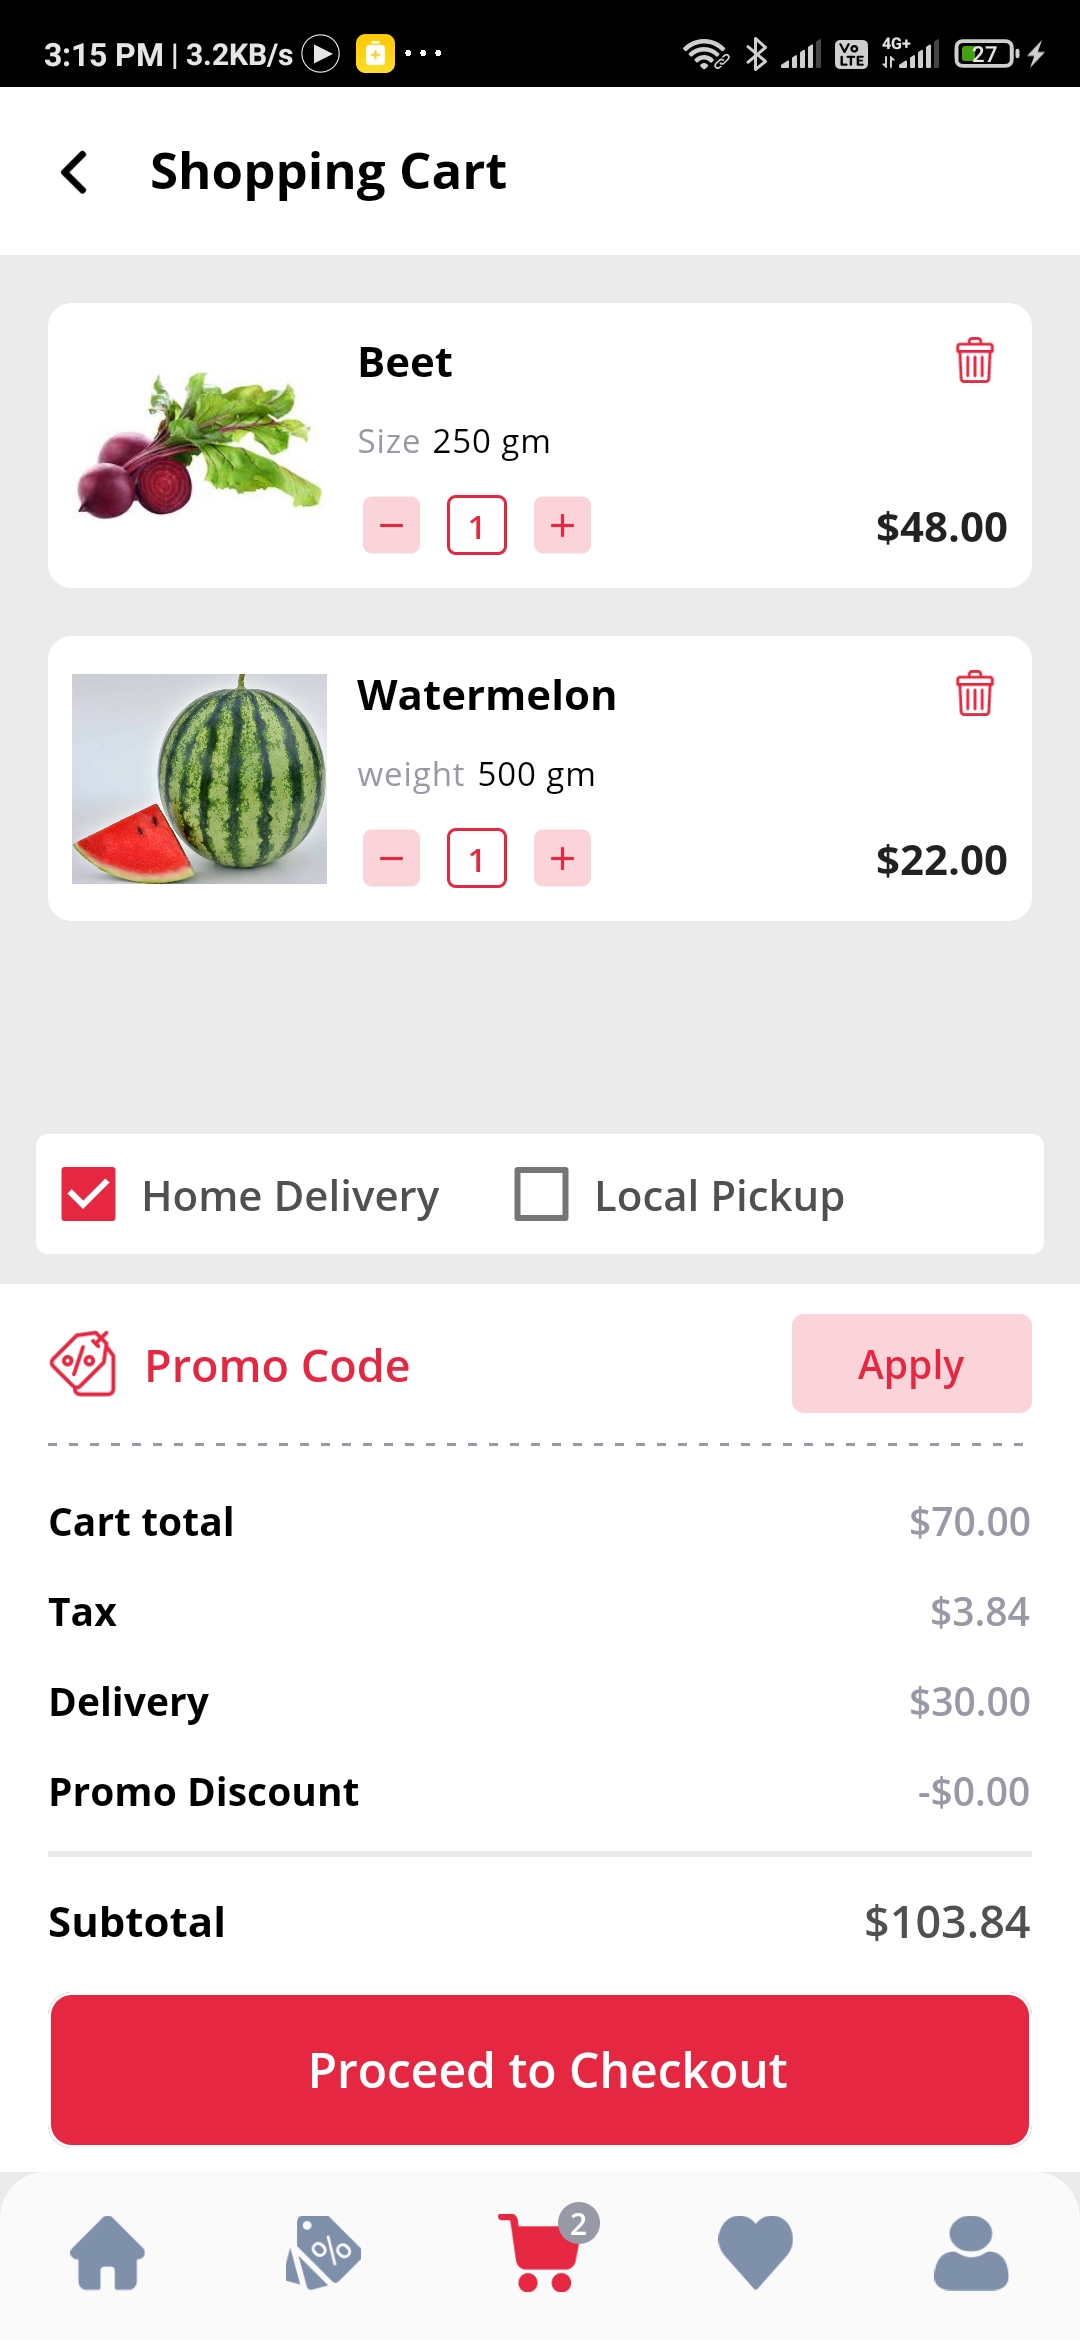 3:15 PM | 3.2KB/s
Vo LTE 4G+ 27
Shopping Cart
Beet
Size 250 gm
− 1 + $48.00
Watermelon
weight 500 gm
− 1 + $22.00
Home Delivery Local Pickup
% Promo Code Apply
Cart total $70.00
Tax $3.84
Delivery $30.00
Promo Discount -$0.00
Subtotal $103.84
Proceed to Checkout
% 2